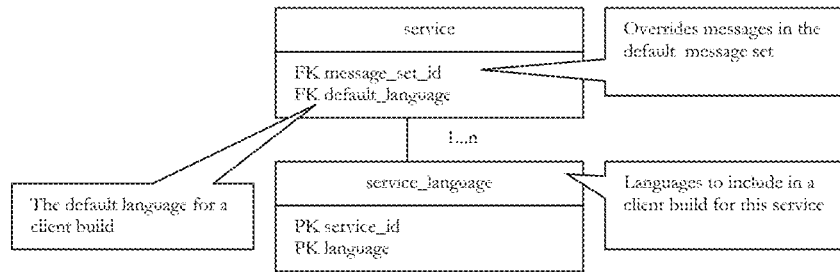 service
FK message_set_id
FK default_language
Overrides messages in the
default message set
1...n
The default language for a
client build
service_language
PK service_id
PK language
Languages to include in a
client build for this service